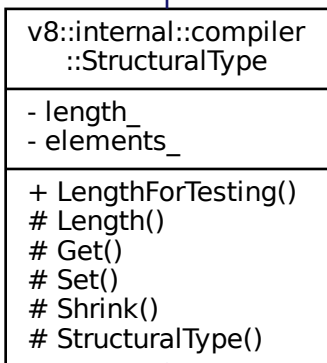 v8::internal::compiler
::StructuralType
- length_
- elements_
+ LengthForTesting()
# Length()
# Get()
# Set()
# Shrink()
# StructuralType()